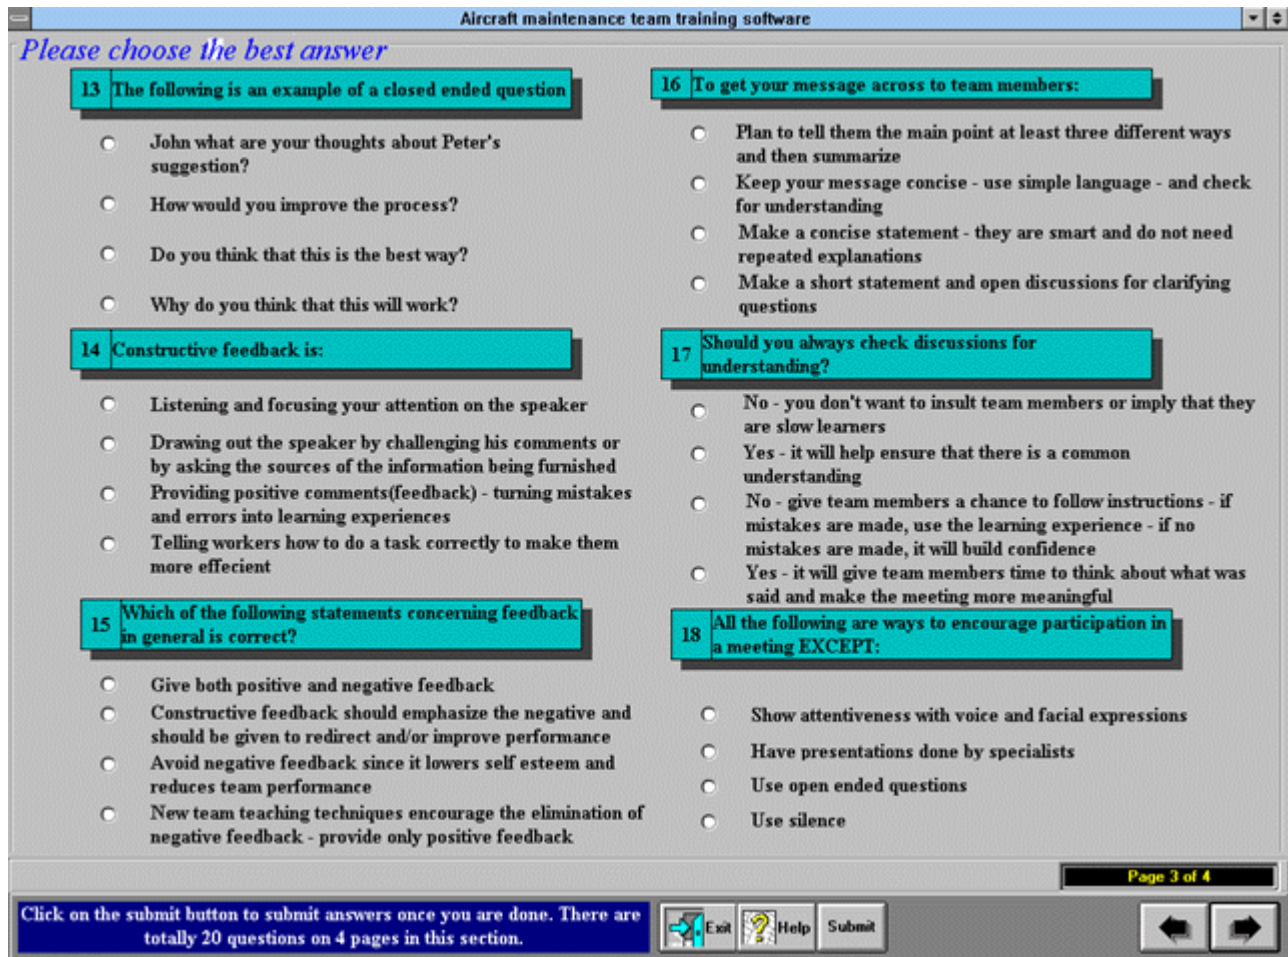 Aircraft maintenance team training software
Please choose the best answer
13 The following is an example of a closed ended question
John what are your thoughts about Peter's
suggestion?
How would you improve the process?
Do you think that this is the best way?
Why do you think that this will work?
14 Constructive feedback is:
Listening and focusing your attention on the speaker
Drawing out the speaker by challenging his comments or
by asking the sources of the information being furnished
Providing positive comments(feedback) - turning mistakes
and errors into learning experiences
Telling workers how to do a task correctly to make them
more effecient
15 Which of the following statements concerning feedback
in general is correct?
Give both positive and negative feedback
Constructive feedback should emphasize the negative and
should be given to redirect and/or improve performance
Avoid negative feedback since it lowers self esteem and
reduces team performance
New team teaching techniques encourage the elimination of
negative feedback - provide only positive feedback
16 To get your message across to team members:
Plan to tell them the main point at least three different ways
and then summarize
Keep your message concise - use simple language - and check
for understanding
Make a concise statement - they are smart and do not need
repeated explanations
Make a short statement and open discussions for clarifying
questions
17 Should you always check discussions for
understanding?
No - you don't want to insult team members or imply that they
are slow learners
Yes - it will help ensure that there is a common
understanding
No - give team members a chance to follow instructions - if
mistakes are made, use the learning experience - if no
mistakes are made, it will build confidence
Yes - it will give team members time to think about what was
said and make the meeting more meaningful
18 All the following are ways to encourage participation in
a meeting EXCEPT:
Show attentiveness with voice and facial expressions
Have presentations done by specialists
Use open ended questions
Use silence
Page 3 of 4
Click on the submit button to submit answers once you are done. There are
totally 20 questions on 4 pages in this section.
Exit
Help
Submit